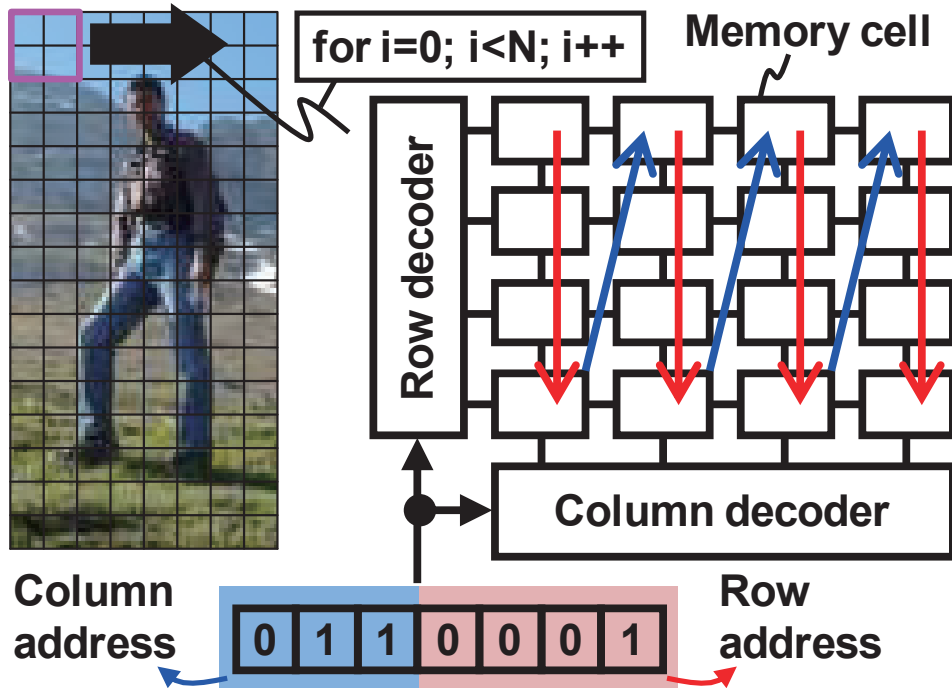 for i=0; i<N; i++
Memory cell
Row decoder
Column decoder
Column
address
0 1 1 0 0 0 1
Row
address